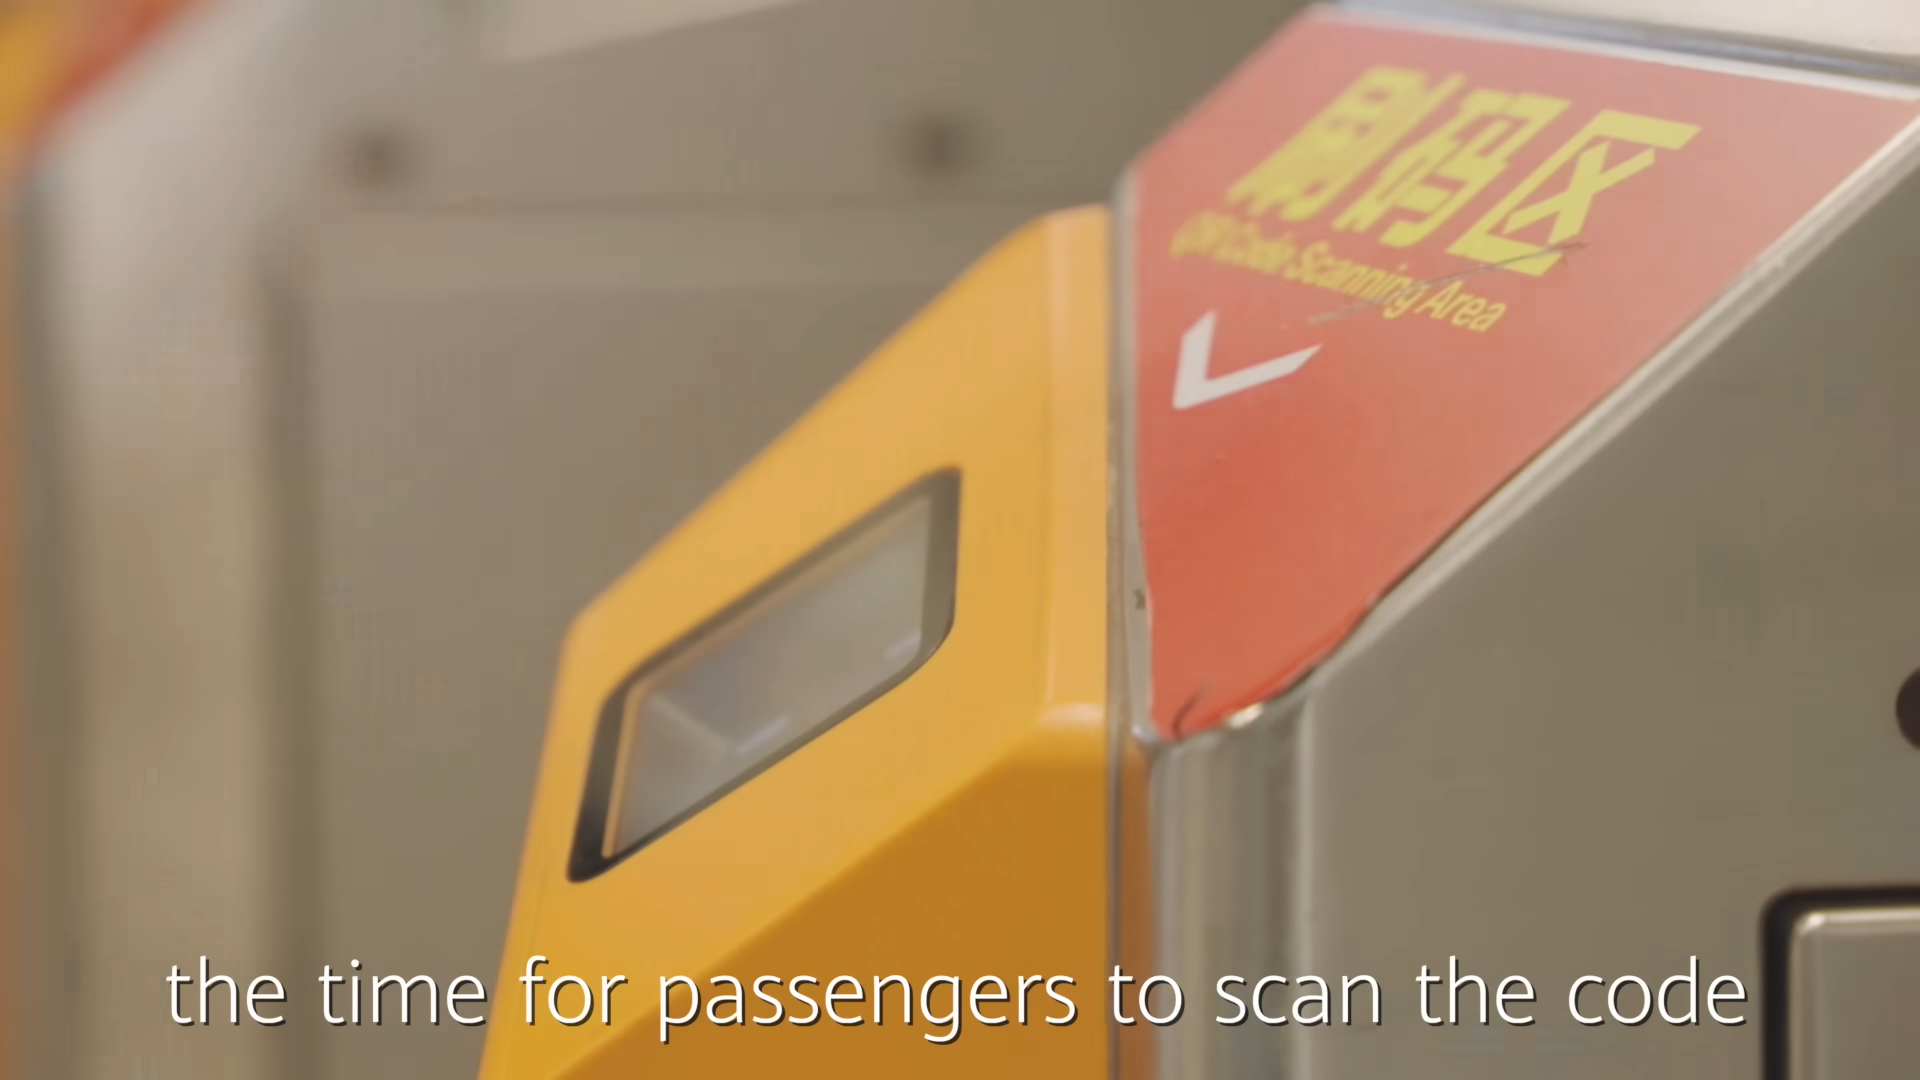 刷码区
QR Code Scanning Area
the time for passengers to scan the code